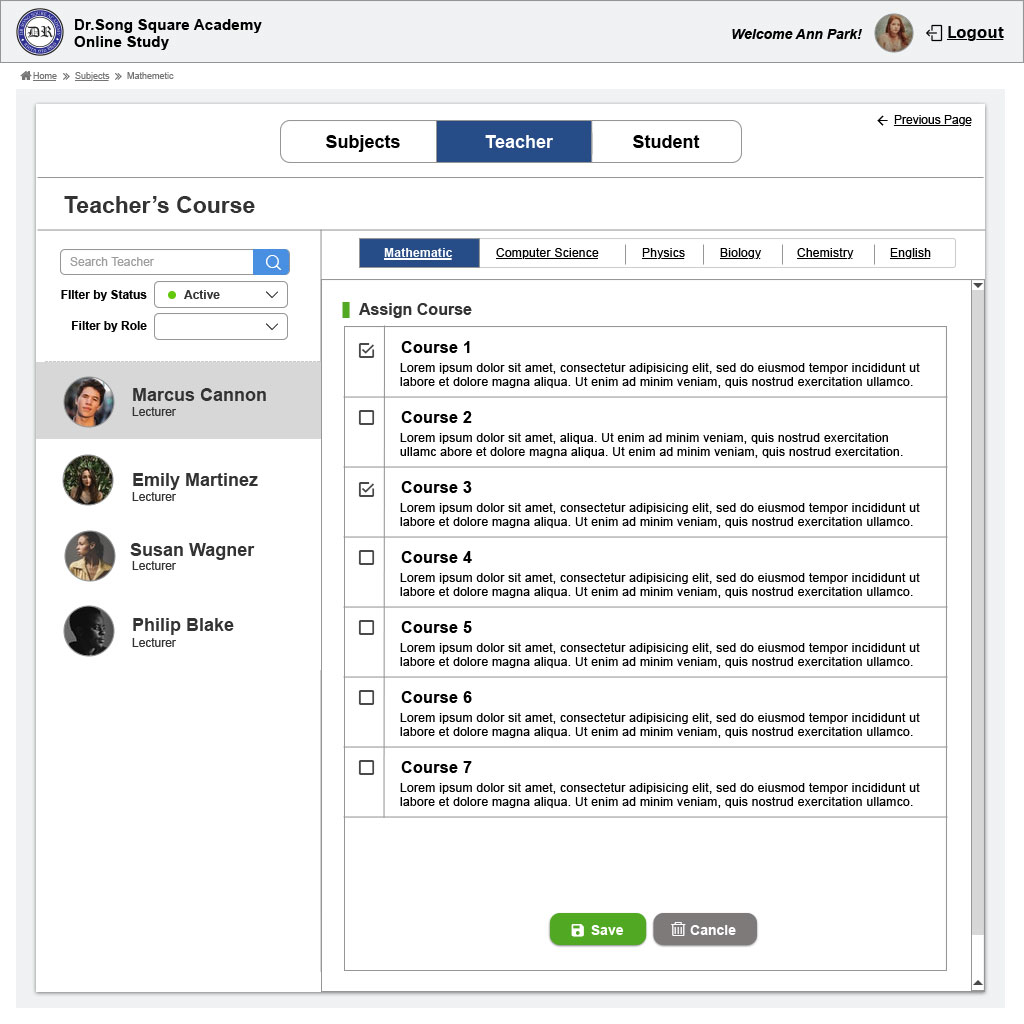 DR
Dr.Song Square Academy
Online Study
Welcome Ann Park!
Logout
Home
Subjects
Mathemetic
Previous Page
Subjects
Teacher
Student
Teacher’s Course
Search Teacher
FIlter by Status
Active
Filter by Role
Marcus Cannon
Lecturer
Emily Martinez
Lecturer
Susan Wagner
Lecturer
Philip Blake
Lecturer
Mathematic
Computer Science
Physics
Biology
Chemistry
English
Assign Course
Course 1
Lorem ipsum dolor sit amet, consectetur adipisicing elit, sed do eiusmod tempor incididunt ut
labore et dolore magna aliqua. Ut enim ad minim veniam, quis nostrud exercitation ullamco.
Course 2
Lorem ipsum dolor sit amet, aliqua. Ut enim ad minim veniam, quis nostrud exercitation
ullamc abore et dolore magna aliqua. Ut enim ad minim veniam, quis nostrud exercitation.
Course 3
Lorem ipsum dolor sit amet, consectetur adipisicing elit, sed do eiusmod tempor incididunt ut
labore et dolore magna aliqua. Ut enim ad minim veniam, quis nostrud exercitation ullamco.
Course 4
Lorem ipsum dolor sit amet, consectetur adipisicing elit, sed do eiusmod tempor incididunt ut
labore et dolore magna aliqua. Ut enim ad minim veniam, quis nostrud exercitation ullamco.
Course 5
Lorem ipsum dolor sit amet, consectetur adipisicing elit, sed do eiusmod tempor incididunt ut
labore et dolore magna aliqua. Ut enim ad minim veniam, quis nostrud exercitation ullamco.
Course 6
Lorem ipsum dolor sit amet, consectetur adipisicing elit, sed do eiusmod tempor incididunt ut
labore et dolore magna aliqua. Ut enim ad minim veniam, quis nostrud exercitation ullamco.
Course 7
Lorem ipsum dolor sit amet, consectetur adipisicing elit, sed do eiusmod tempor incididunt ut
labore et dolore magna aliqua. Ut enim ad minim veniam, quis nostrud exercitation ullamco.
Save
Cancle